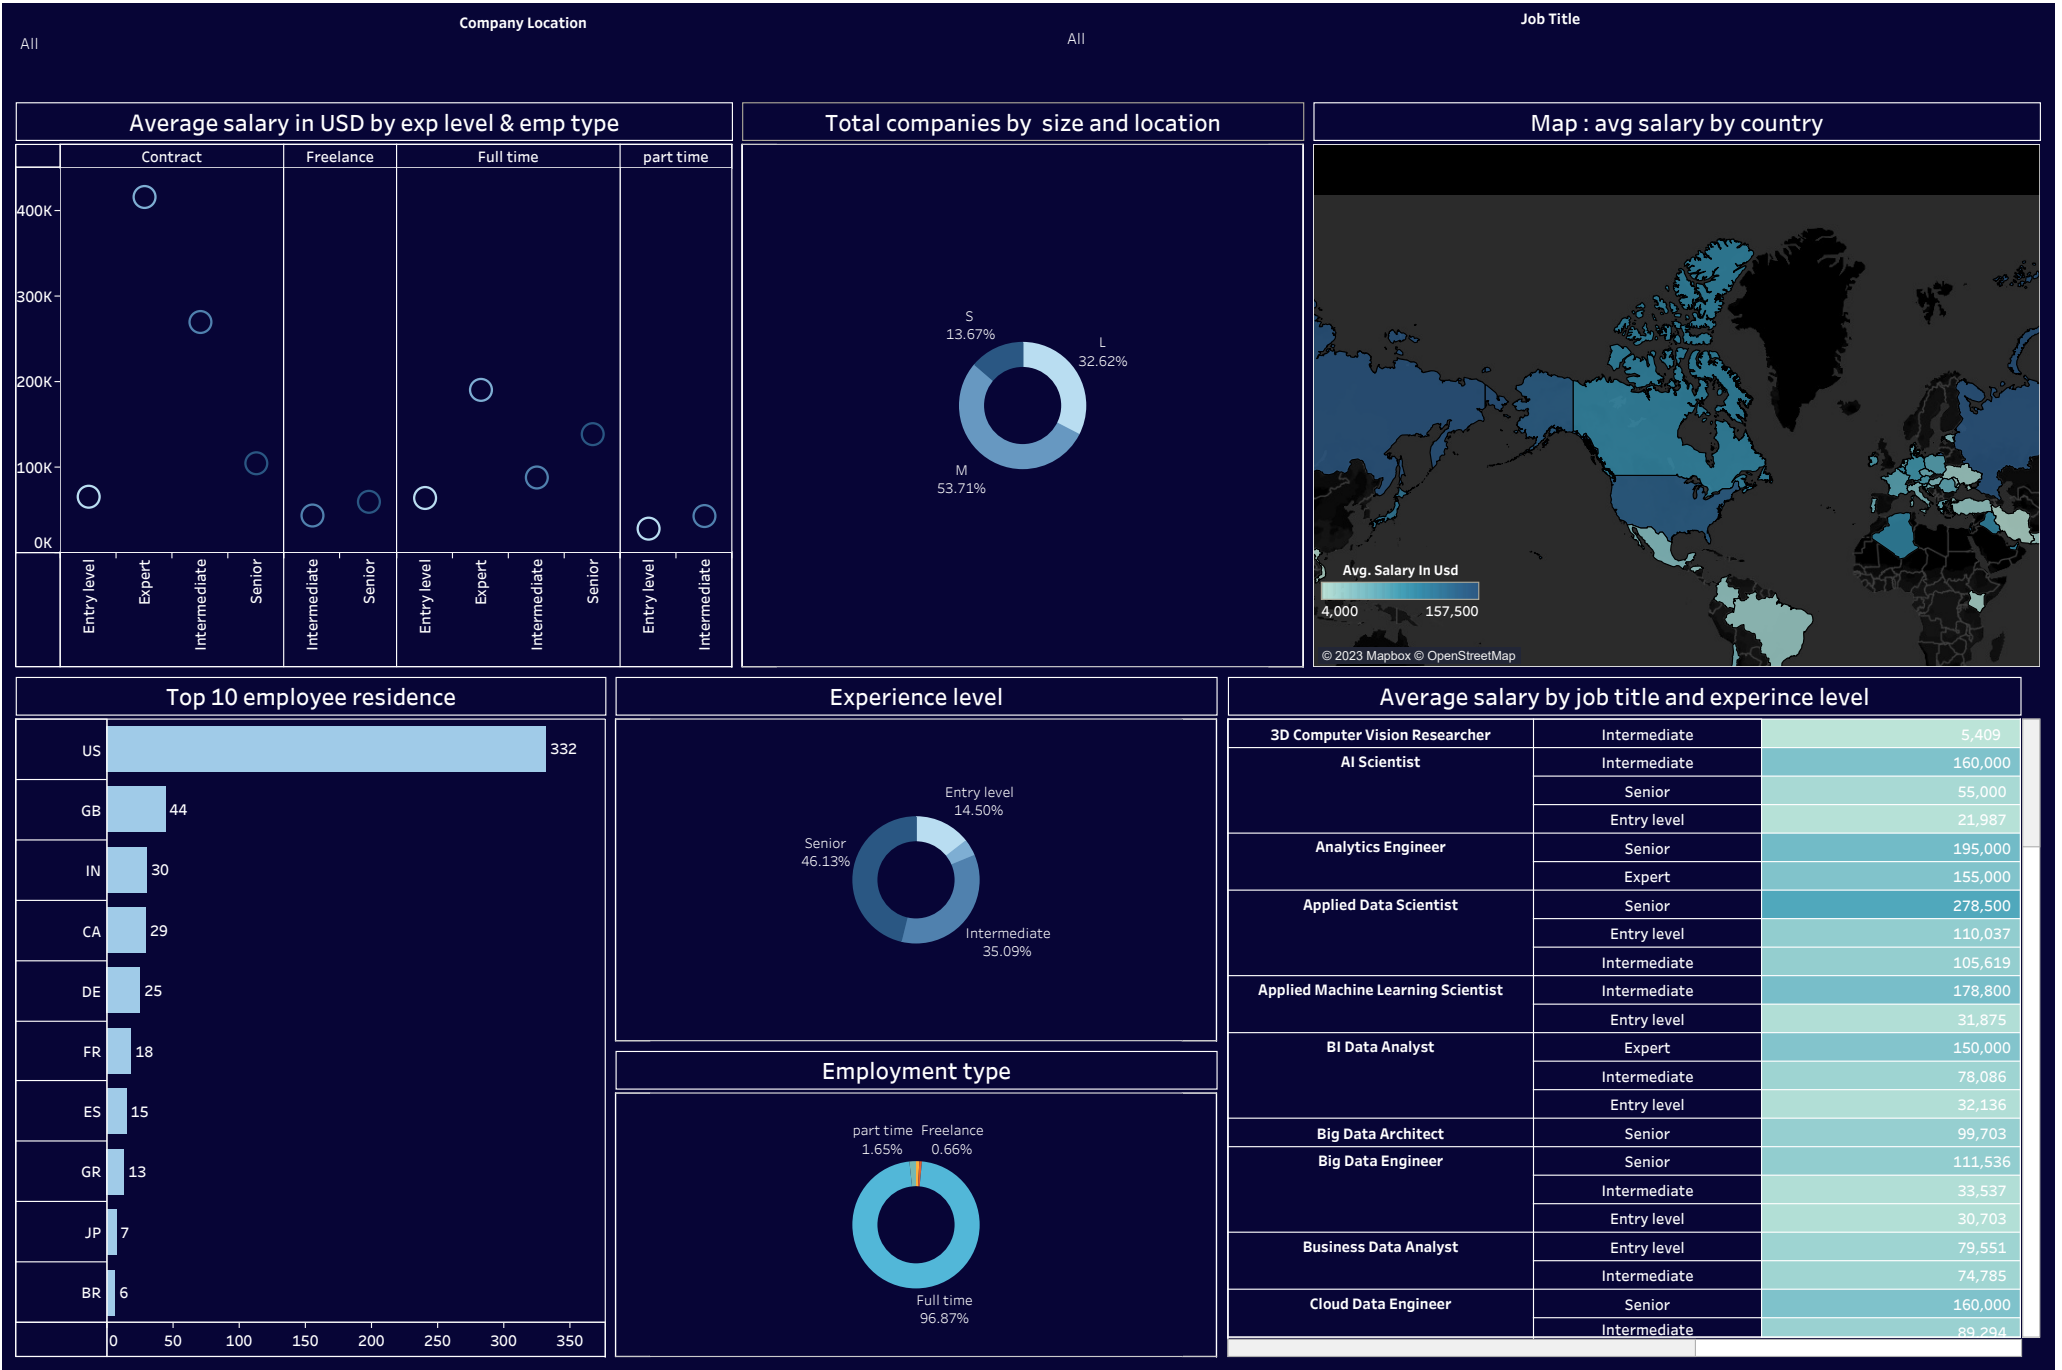 Company Location
Job Title
All
All
Average salary in USD by exp level & emp type
Total companies by size and location
Map : avg salary by country
Contract
Freelance
Full time
part time
400K
300K
200K
100K
0K
Entry level
Expert
Intermediate
Senior
Intermediate
Senior
Entry level
Expert
Intermediate
Senior
Entry level
Intermediate
S
13.67%
L
32.62%
M
53.71%
Avg. Salary In Usd
4,000 157,500
© 2023 Mapbox © OpenStreetMap
Top 10 employee residence
US 332
GB 44
IN 30
CA 29
DE 25
FR 18
ES 15
GR 13
JP 7
BR 6
0 50 100 150 200 250 300 350
Experience level
Entry level
14.50%
Senior
46.13%
Intermediate
35.09%
Employment type
part time Freelance
1.65% 0.66%
Full time
96.87%
Average salary by job title and experince level
3D Computer Vision Researcher Intermediate 5,409
AI Scientist Intermediate 160,000
Senior 55,000
Entry level 21,987
Analytics Engineer Senior 195,000
Expert 155,000
Applied Data Scientist Senior 278,500
Entry level 110,037
Intermediate 105,619
Applied Machine Learning Scientist Intermediate 178,800
Entry level 31,875
BI Data Analyst Expert 150,000
Intermediate 78,086
Entry level 32,136
Big Data Architect Senior 99,703
Big Data Engineer Senior 111,536
Intermediate 33,537
Entry level 30,703
Business Data Analyst Entry level 79,551
Intermediate 74,785
Cloud Data Engineer Senior 160,000
Intermediate 89,294